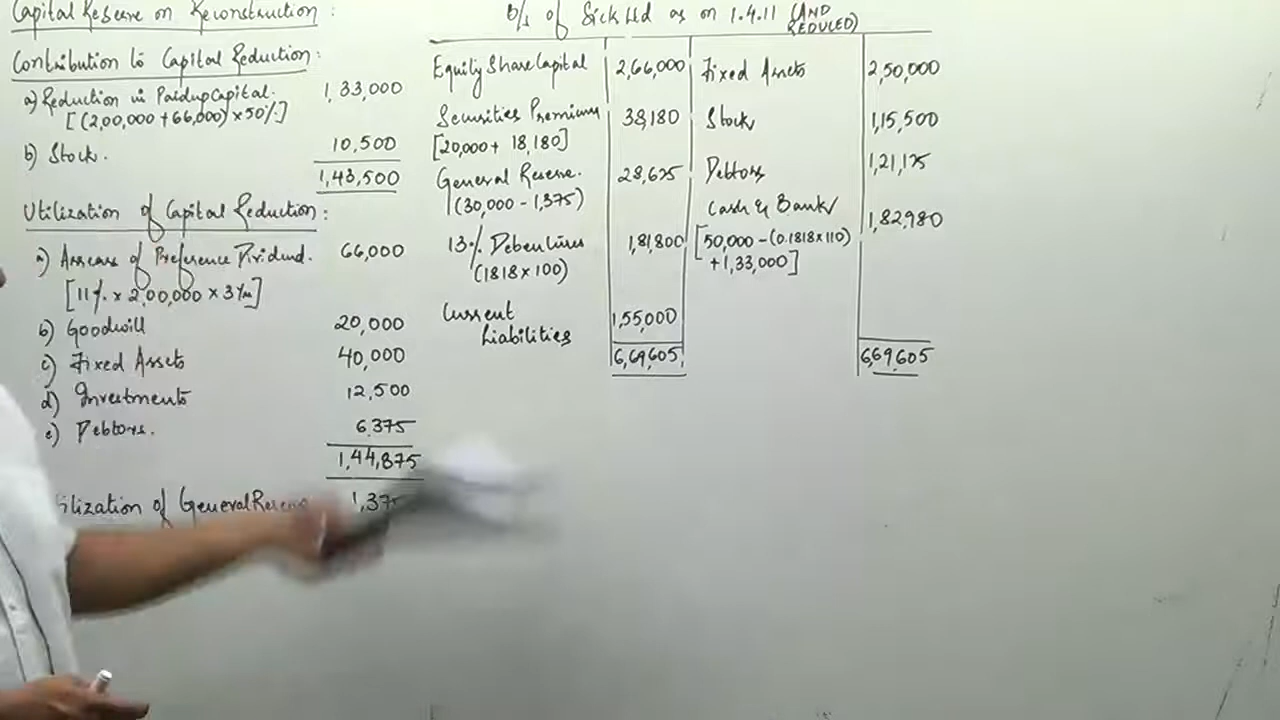 Capital Reserve on Reconstruction :
Contribution to Capital Reduction :
a) Reduction in Paidup Capital. 1,33,000
[(2,00,000 + 66,000) x 50%]
b) Stock. 10,500
1,43,500
Utilization of Capital Reduction :
a) Arrears of Preference Dividend. 66,000
[11% x 2,00,000 x 3 Yrs]
b) Goodwill 20,000
c) Fixed Assets 40,000
d) Investments 12,500
e) Debtors. 6,375
1,44,875
ilization of General Reserve 1,375
B/s of Sick Ltd as on 1.4.11 (AND
REDUCED)
Equity Share Capital 2,66,000 Fixed Assets 2,50,000
Securities Premium 38,180 Stock 1,15,500
[20,000 + 18,180]
General Reserve. 28,625 Debtors 1,21,125
(30,000 - 1,375)
Cash & Bank 1,82,980
13% Debentures 1,81,800 [50,000 - (0.1818 x 110)
(1818 x 100) + 1,33,000]
Current 1,55,000
Liabilities
6,69,605 6,69,605